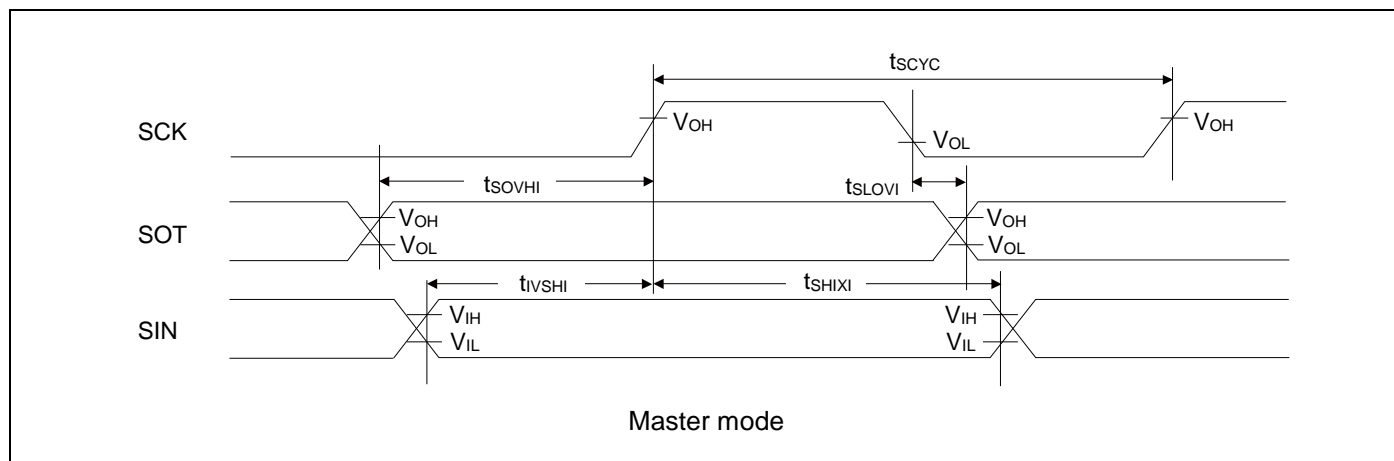 tSCYC
SCK
VOH
VOL
VOH
tSOVHI
tSLOVI
SOT
VOH
VOL
VOH
VOL
tIVSHI
tSHIXI
SIN
VIH
VIL
VIH
VIL
Master mode